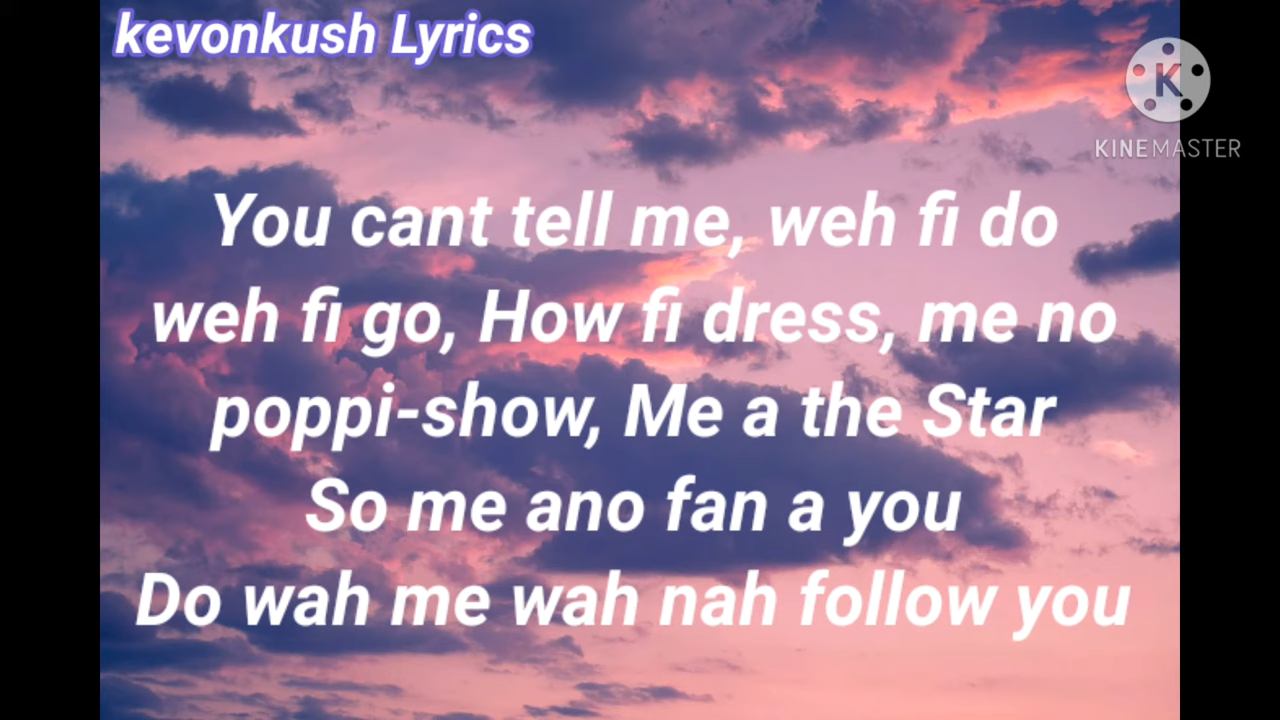 kevonkush Lyrics
K
KINEMASTER
You cant tell me, weh fi do
weh fi go, How fi dress, me no
poppi-show, Me a the Star
So me ano fan a you
Do wah me wah nah follow you